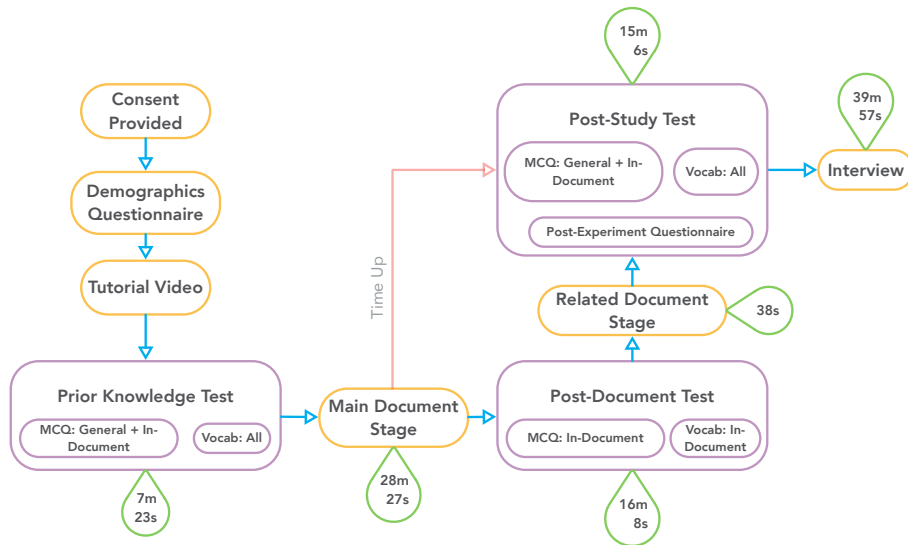 Consent
Provided
Demographics
Questionnaire
Tutorial Video
Prior Knowledge Test
MCQ: General + In-
Document
Vocab: All
7m
23s
Main Document
Stage
28m
27s
Time Up
Post-Document Test
MCQ: In-Document
Vocab: In-
Document
16m
8s
Related Document
Stage
38s
Post-Study Test
MCQ: General + In-
Document
Vocab: All
Post-Experiment Questionnaire
15m
6s
Interview
39m
57s